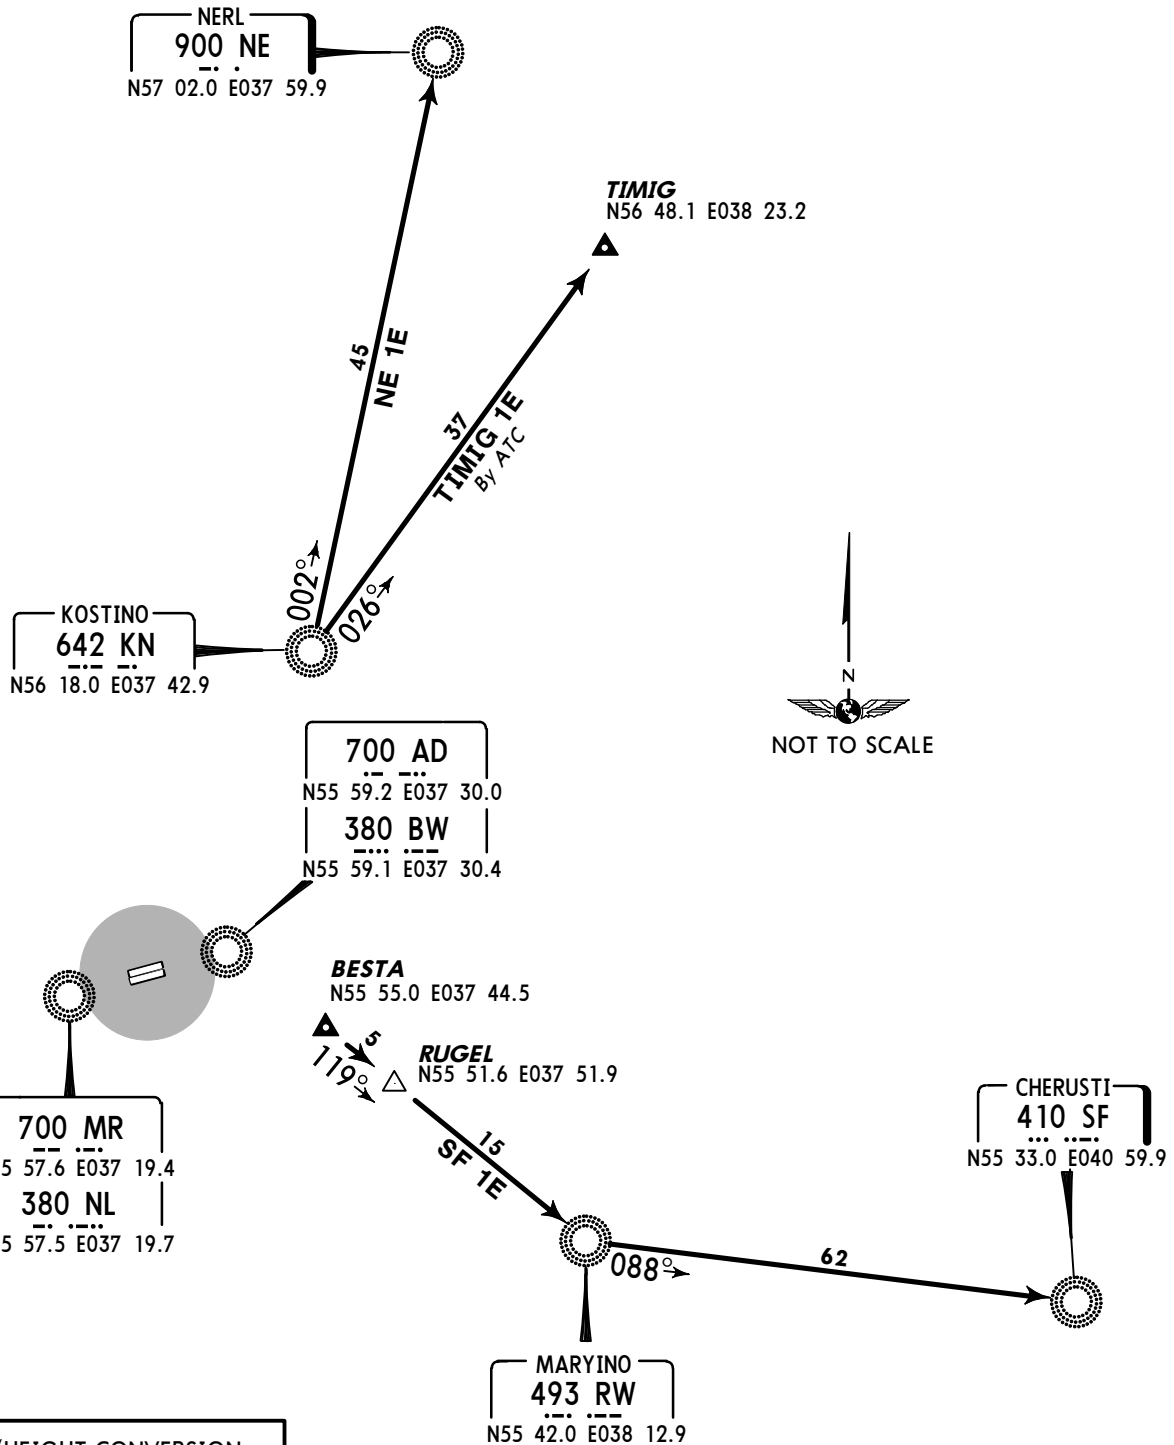 NERL
900 NE
N57 02.0 E037 59.9
TIMIG
N56 48.1 E038 23.2
45
NE 1E
37
TIMIG 1E
By ATC
002°
026°
KOSTINO
642 KN
N56 18.0 E037 42.9
N
NOT TO SCALE
700 AD
N55 59.2 E037 30.0
380 BW
N55 59.1 E037 30.4
BESTA
N55 55.0 E037 44.5
5
119°
RUGEL
N55 51.6 E037 51.9
700 MR
5 57.6 E037 19.4
380 NL
5 57.5 E037 19.7
15
SF 1E
CHERUSTI
410 SF
N55 33.0 E040 59.9
088°
62
MARYINO
493 RW
N55 42.0 E038 12.9
/HEIGHT CONVERSION